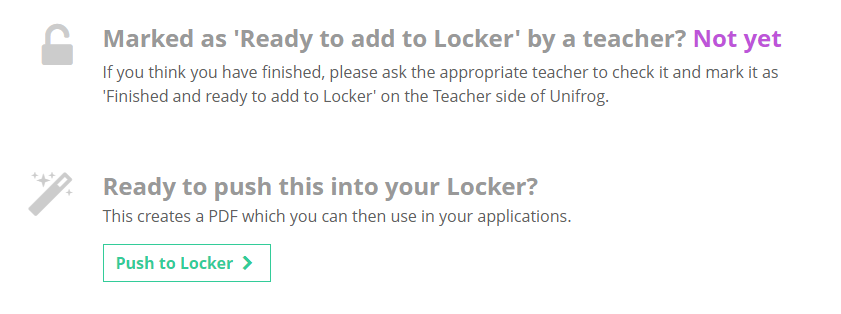 Marked as 'Ready to add to Locker' by a teacher? Not yet
If you think you have finished, please ask the appropriate teacher to check it and mark it as
'Finished and ready to add to Locker' on the Teacher side of Unifrog.
Ready to push this into your Locker?
This creates a PDF which you can then use in your applications.
Push to Locker